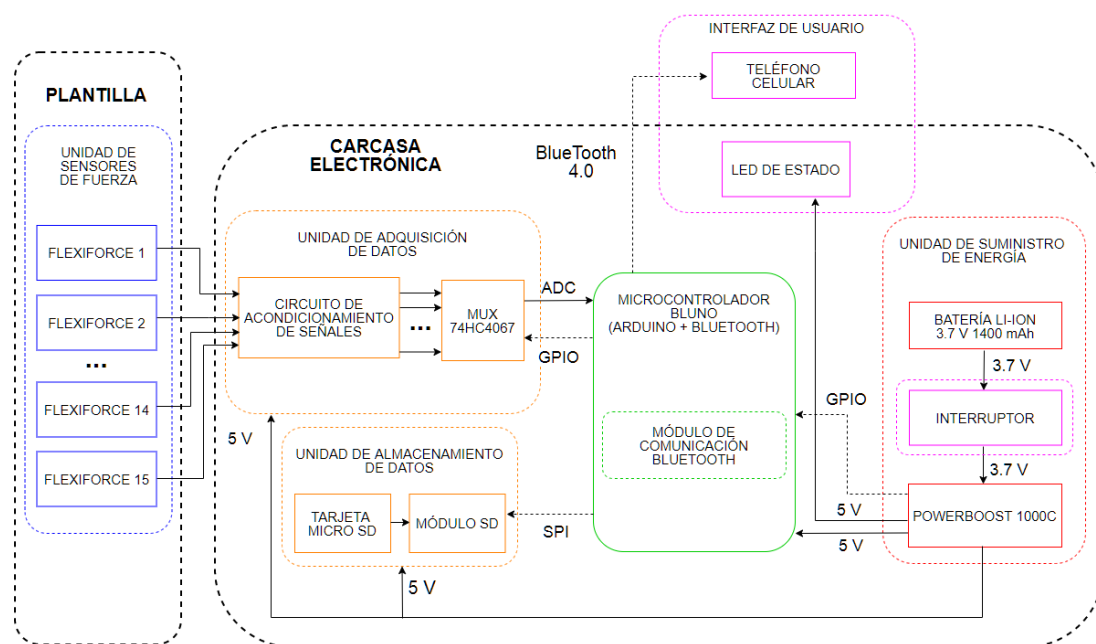 PLANTILLA
UNIDAD DE
SENSORES
DE FUERZA
FLEXIFORCE 1
FLEXIFORCE 2
...
FLEXIFORCE 14
FLEXIFORCE 15
CARCASA
ELECTRÓNICA
UNIDAD DE ADQUISICIÓN
DE DATOS
CIRCUITO DE
ACONDICIONAMIENTO
DE SEÑALES
...
MUX
74HC4067
ADC
GPIO
5 V
UNIDAD DE ALMACENAMIENTO
DE DATOS
TARJETA
MICRO SD
MÓDULO SD
SPI
5 V
BlueTooth
4.0
MICROCONTROLADOR
BLUNO
(ARDUINO + BLUETOOTH)
MÓDULO DE
COMUNICACIÓN
BLUETOOTH
INTERFAZ DE USUARIO
TELÉFONO
CELULAR
LED DE ESTADO
UNIDAD DE SUMINISTRO
DE ENERGÍA
BATERÍA LI-ION
3.7 V 1400 mAh
3.7 V
INTERRUPTOR
3.7 V
POWERBOOST 1000C
GPIO
5 V
5 V